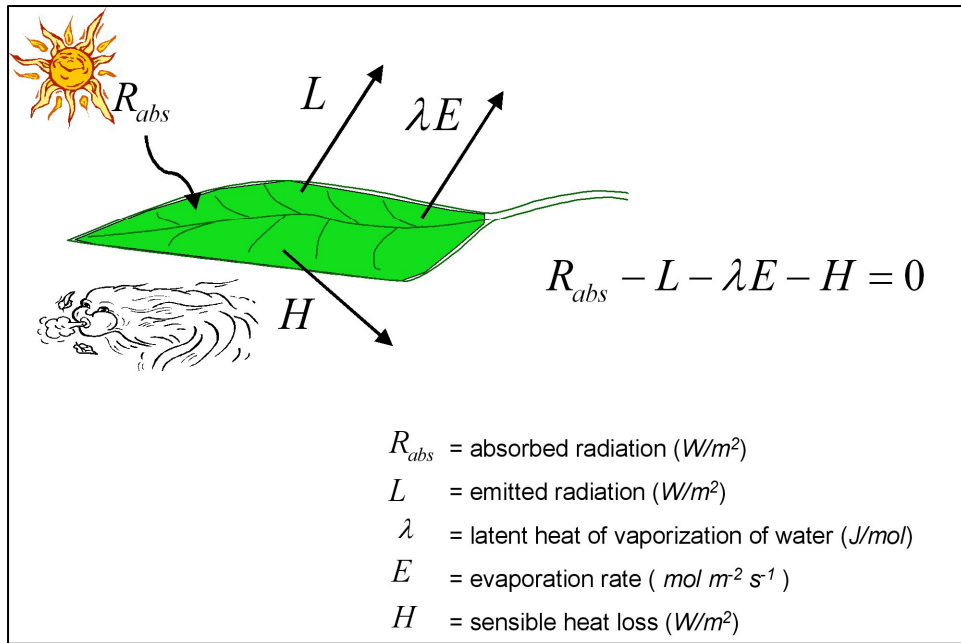 R_abs
L
λE
H
R_abs − L − λE − H = 0
R_abs = absorbed radiation (W/m²)
L = emitted radiation (W/m²)
λ = latent heat of vaporization of water (J/mol)
E = evaporation rate ( mol m⁻² s⁻¹ )
H = sensible heat loss (W/m²)